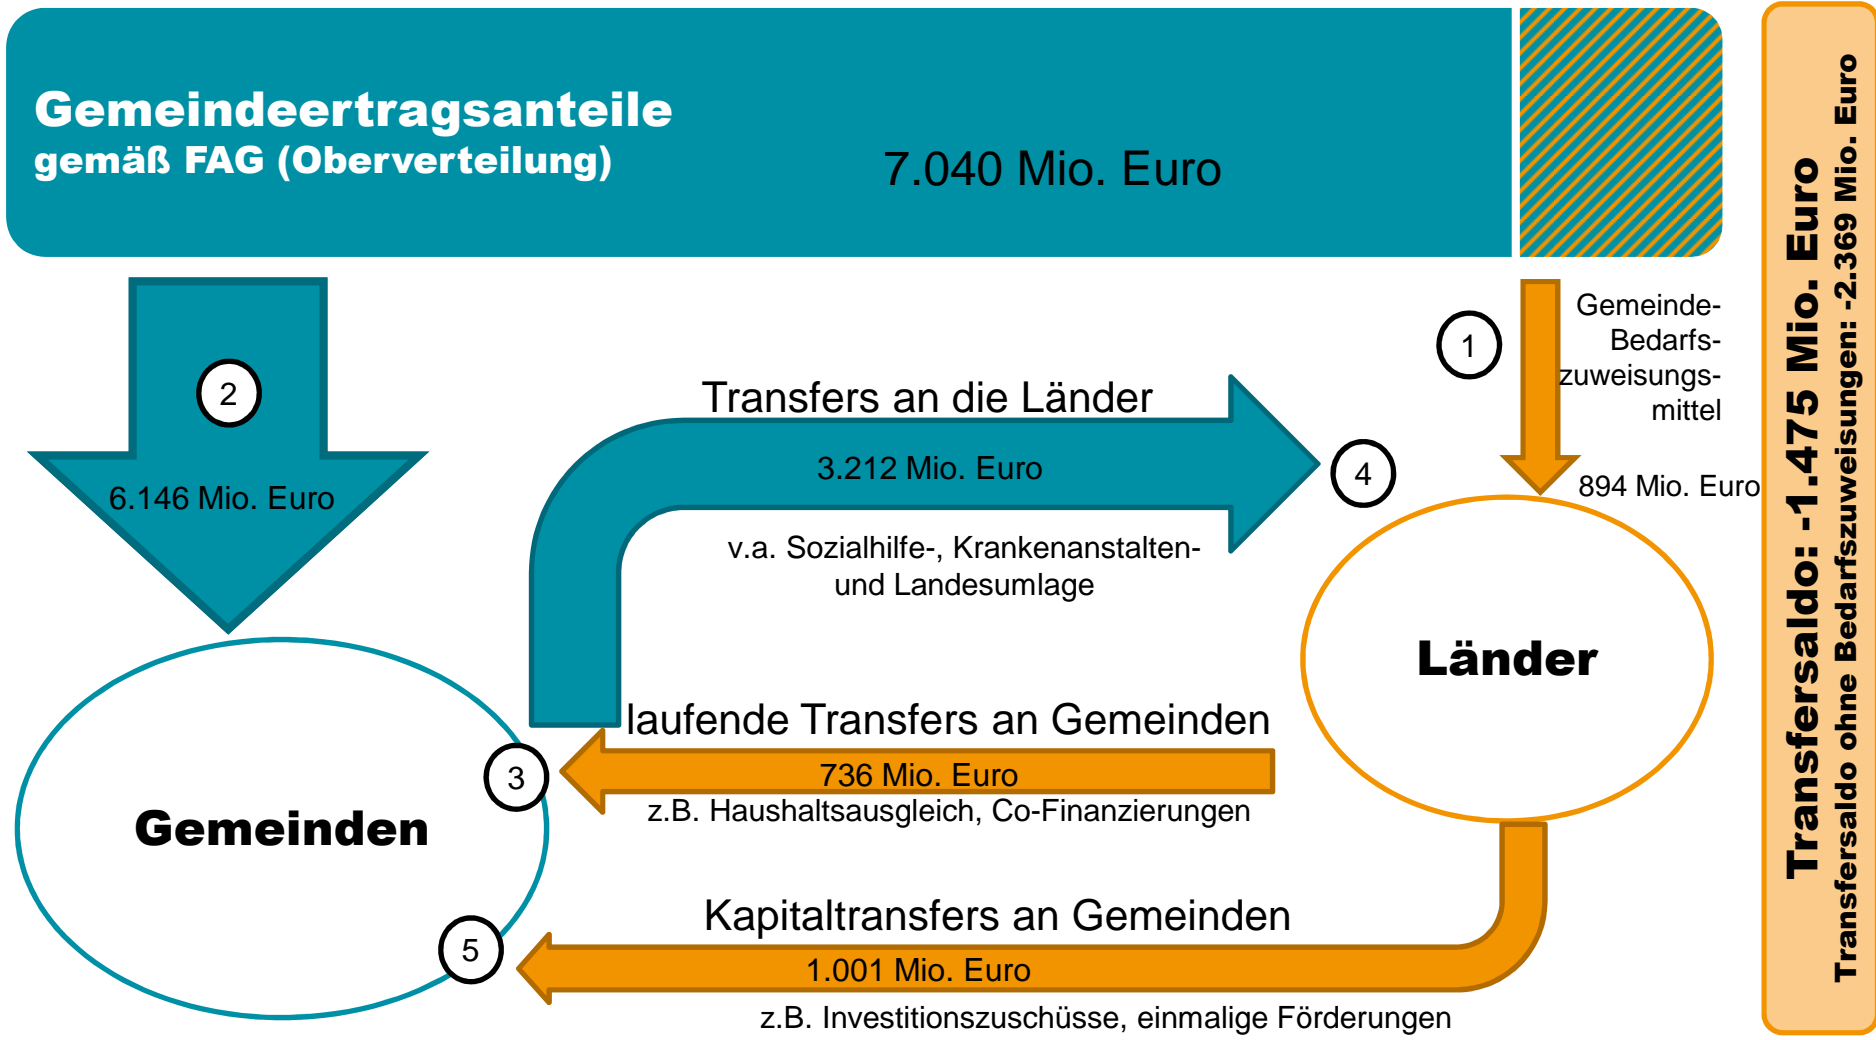 Gemeindeertragsanteile
gemäß FAG (Oberverteilung)
7.040 Mio. Euro
1
Gemeinde-
Bedarfs-
zuweisungs-
mittel
894 Mio. Euro
2
6.146 Mio. Euro
Transfers an die Länder
3.212 Mio. Euro
4
v.a. Sozialhilfe-, Krankenanstalten-
und Landesumlage
Länder
laufende Transfers an Gemeinden
3
736 Mio. Euro
z.B. Haushaltsausgleich, Co-Finanzierungen
Gemeinden
Kapitaltransfers an Gemeinden
5
1.001 Mio. Euro
z.B. Investitionszuschüsse, einmalige Förderungen
Transfersaldo: -1.475 Mio. Euro
Transfersaldo ohne Bedarfszuweisungen: -2.369 Mio. Euro